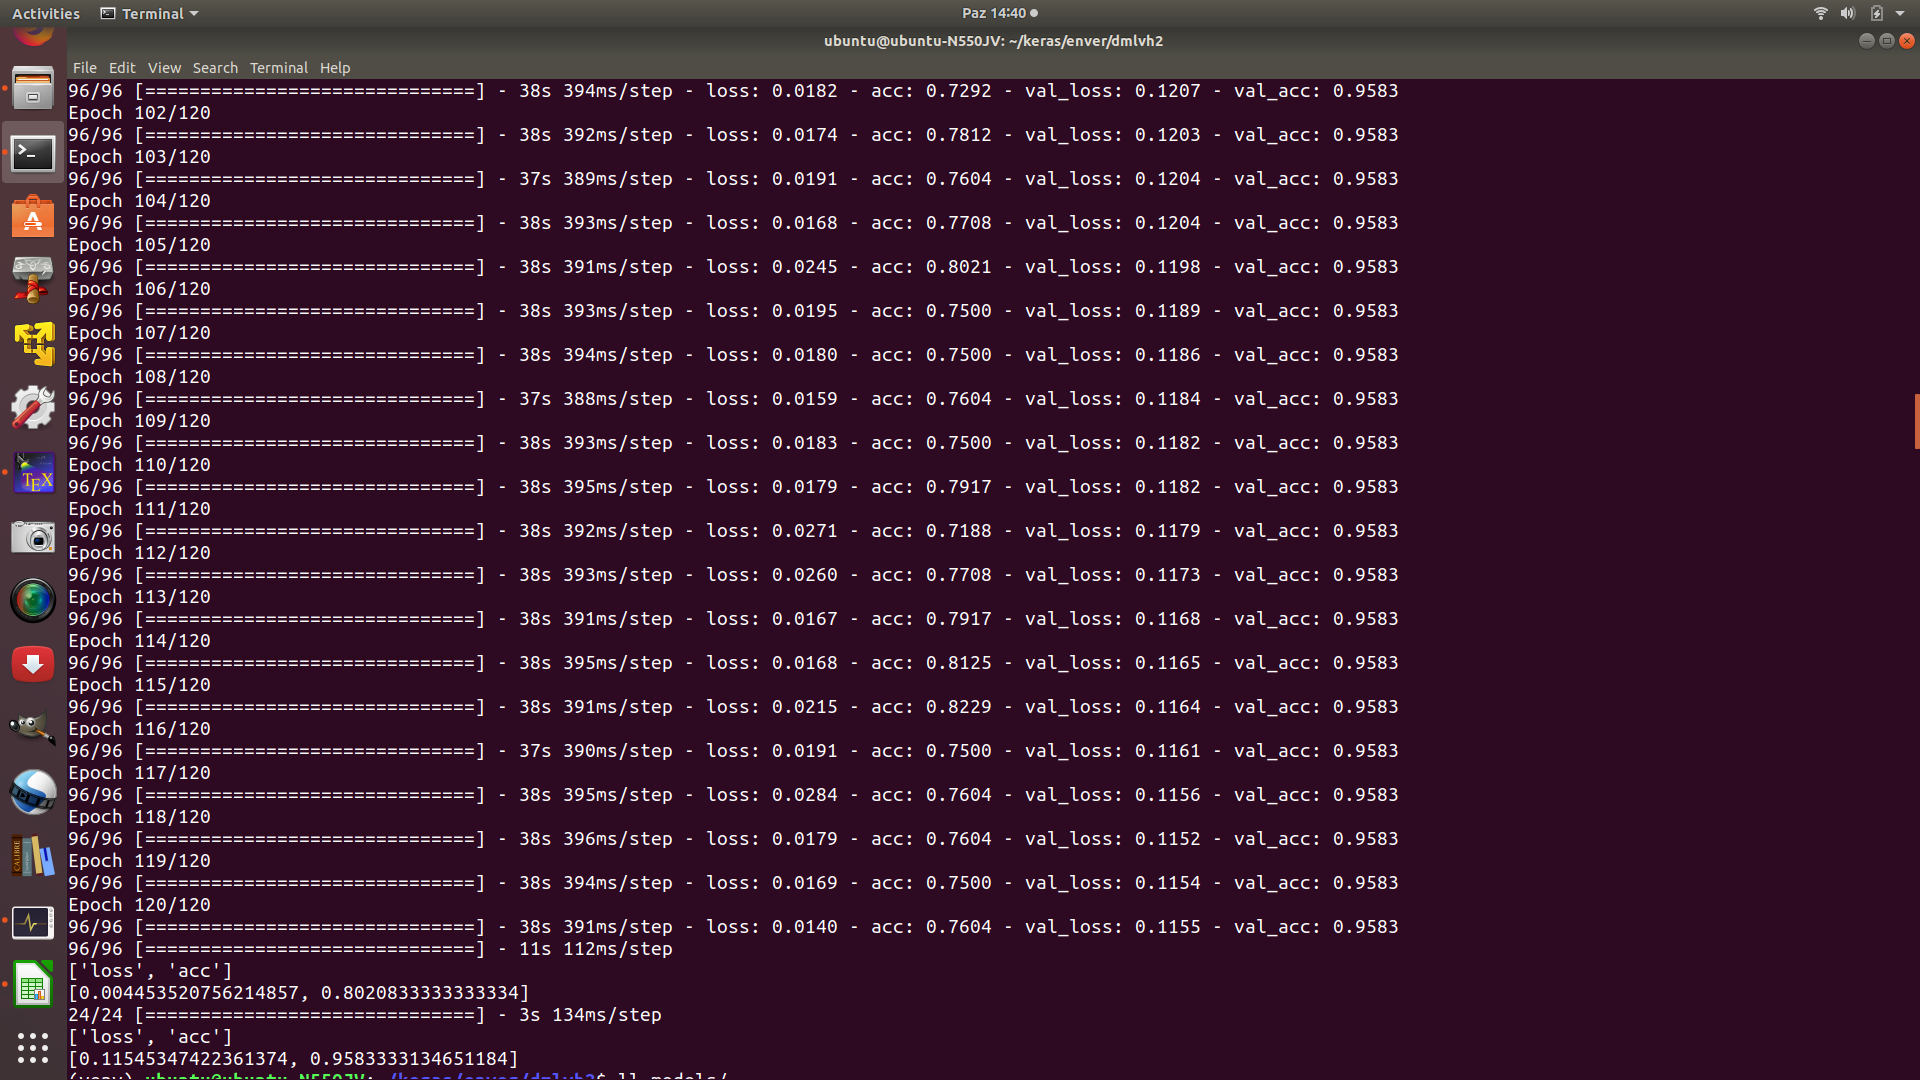 Activities Terminal Paz 14:40
ubuntu@ubuntu-N550JV: ~/keras/enver/dmlvh2
File Edit View Search Terminal Help
96/96 [==============================] - 38s 394ms/step - loss: 0.0182 - acc: 0.7292 - val_loss: 0.1207 - val_acc: 0.9583
Epoch 102/120
96/96 [==============================] - 38s 392ms/step - loss: 0.0174 - acc: 0.7812 - val_loss: 0.1203 - val_acc: 0.9583
Epoch 103/120
96/96 [==============================] - 37s 389ms/step - loss: 0.0191 - acc: 0.7604 - val_loss: 0.1204 - val_acc: 0.9583
Epoch 104/120
96/96 [==============================] - 38s 393ms/step - loss: 0.0168 - acc: 0.7708 - val_loss: 0.1204 - val_acc: 0.9583
Epoch 105/120
96/96 [==============================] - 38s 391ms/step - loss: 0.0245 - acc: 0.8021 - val_loss: 0.1198 - val_acc: 0.9583
Epoch 106/120
96/96 [==============================] - 38s 393ms/step - loss: 0.0195 - acc: 0.7500 - val_loss: 0.1189 - val_acc: 0.9583
Epoch 107/120
96/96 [==============================] - 38s 394ms/step - loss: 0.0180 - acc: 0.7500 - val_loss: 0.1186 - val_acc: 0.9583
Epoch 108/120
96/96 [==============================] - 37s 388ms/step - loss: 0.0159 - acc: 0.7604 - val_loss: 0.1184 - val_acc: 0.9583
Epoch 109/120
96/96 [==============================] - 38s 393ms/step - loss: 0.0183 - acc: 0.7500 - val_loss: 0.1182 - val_acc: 0.9583
Epoch 110/120
96/96 [==============================] - 38s 395ms/step - loss: 0.0179 - acc: 0.7917 - val_loss: 0.1182 - val_acc: 0.9583
Epoch 111/120
96/96 [==============================] - 38s 392ms/step - loss: 0.0271 - acc: 0.7188 - val_loss: 0.1179 - val_acc: 0.9583
Epoch 112/120
96/96 [==============================] - 38s 393ms/step - loss: 0.0260 - acc: 0.7708 - val_loss: 0.1173 - val_acc: 0.9583
Epoch 113/120
96/96 [==============================] - 38s 391ms/step - loss: 0.0167 - acc: 0.7917 - val_loss: 0.1168 - val_acc: 0.9583
Epoch 114/120
96/96 [==============================] - 38s 395ms/step - loss: 0.0168 - acc: 0.8125 - val_loss: 0.1165 - val_acc: 0.9583
Epoch 115/120
96/96 [==============================] - 38s 391ms/step - loss: 0.0215 - acc: 0.8229 - val_loss: 0.1164 - val_acc: 0.9583
Epoch 116/120
96/96 [==============================] - 37s 390ms/step - loss: 0.0191 - acc: 0.7500 - val_loss: 0.1161 - val_acc: 0.9583
Epoch 117/120
96/96 [==============================] - 38s 395ms/step - loss: 0.0284 - acc: 0.7604 - val_loss: 0.1156 - val_acc: 0.9583
Epoch 118/120
96/96 [==============================] - 38s 396ms/step - loss: 0.0179 - acc: 0.7604 - val_loss: 0.1152 - val_acc: 0.9583
Epoch 119/120
96/96 [==============================] - 38s 394ms/step - loss: 0.0169 - acc: 0.7500 - val_loss: 0.1154 - val_acc: 0.9583
Epoch 120/120
96/96 [==============================] - 38s 391ms/step - loss: 0.0140 - acc: 0.7604 - val_loss: 0.1155 - val_acc: 0.9583
96/96 [==============================] - 11s 112ms/step
['loss', 'acc']
[0.004453520756214857, 0.8020833333333334]
24/24 [==============================] - 3s 134ms/step
['loss', 'acc']
[0.11545347422361374, 0.9583333134651184]
ubuntu@ubuntu-N550JV: ~/keras/enver/dmlvh2$ ll models/